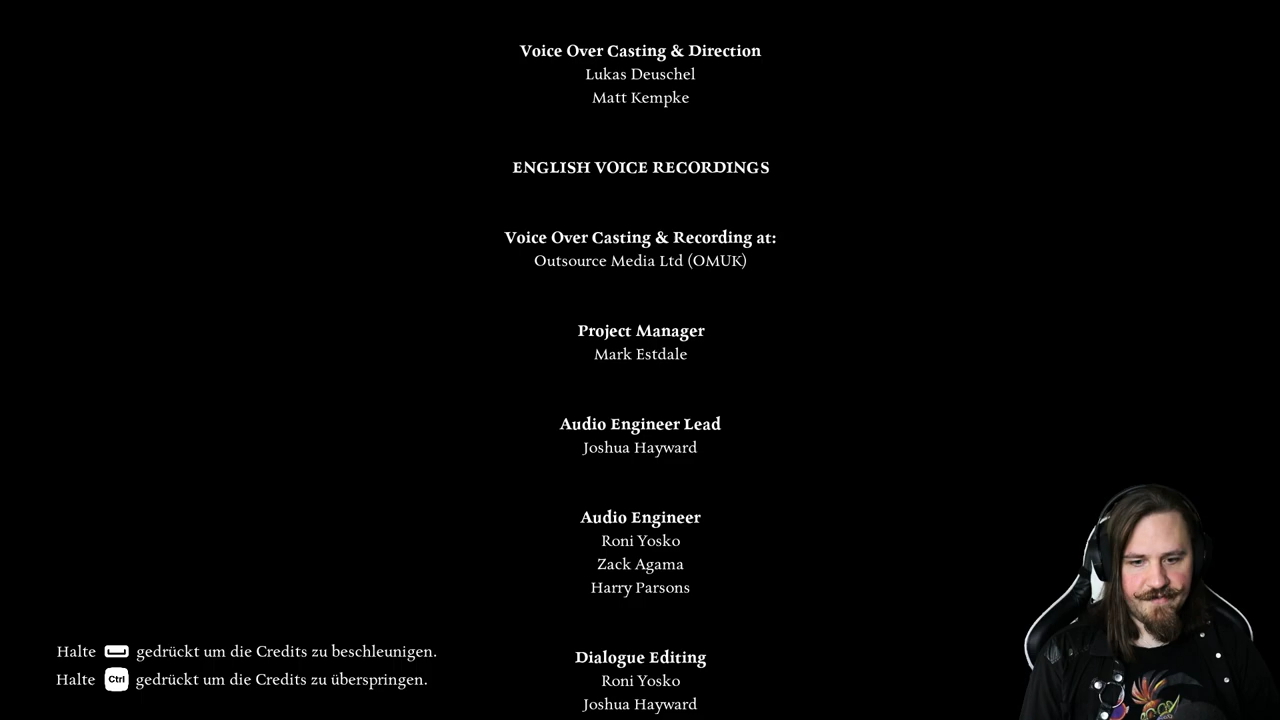 Voice Over Casting & Direction
Lukas Deuschel
Matt Kempke
ENGLISH VOICE RECORDINGS
Voice Over Casting & Recording at:
Outsource Media Ltd (OMUK)
Project Manager
Mark Estdale
Audio Engineer Lead
Joshua Hayward
Audio Engineer
Roni Yosko
Zack Agama
Harry Parsons
Dialogue Editing
Roni Yosko
Joshua Hayward
Halte gedrückt um die Credits zu beschleunigen.
Halte Ctrl gedrückt um die Credits zu überspringen.